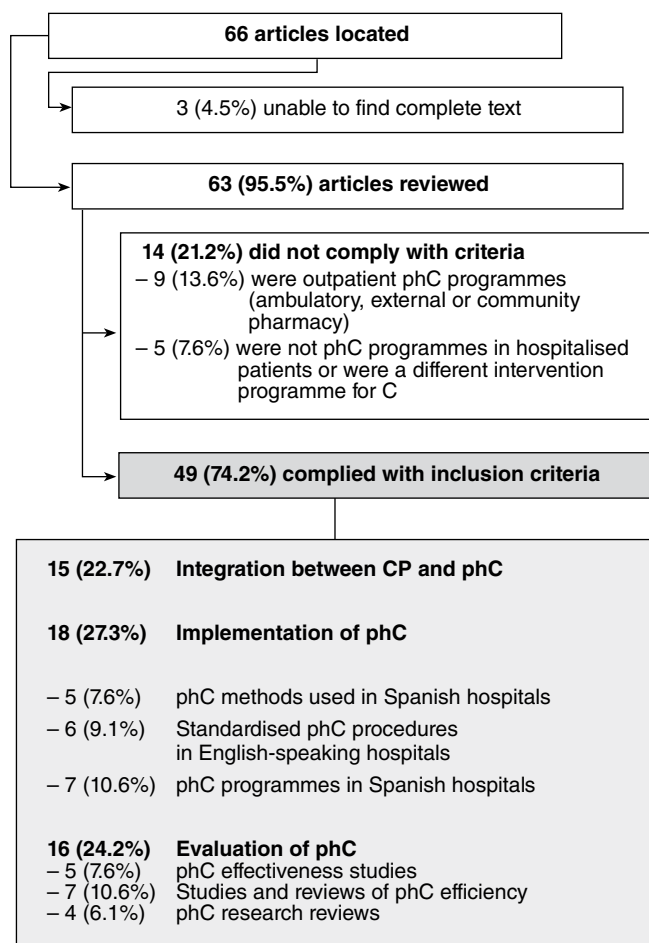 66 articles located
3 (4.5%) unable to find complete text
63 (95.5%) articles reviewed
14 (21.2%) did not comply with criteria
– 9 (13.6%) were outpatient phC programmes
(ambulatory, external or community
pharmacy)
– 5 (7.6%) were not phC programmes in hospitalised
patients or were a different intervention
programme for C
49 (74.2%) complied with inclusion criteria
15 (22.7%) Integration between CP and phC
18 (27.3%) Implementation of phC
– 5 (7.6%) phC methods used in Spanish hospitals
– 6 (9.1%) Standardised phC procedures
in English-speaking hospitals
– 7 (10.6%) phC programmes in Spanish hospitals
16 (24.2%) Evaluation of phC
– 5 (7.6%) phC effectiveness studies
– 7 (10.6%) Studies and reviews of phC efficiency
– 4 (6.1%) phC research reviews